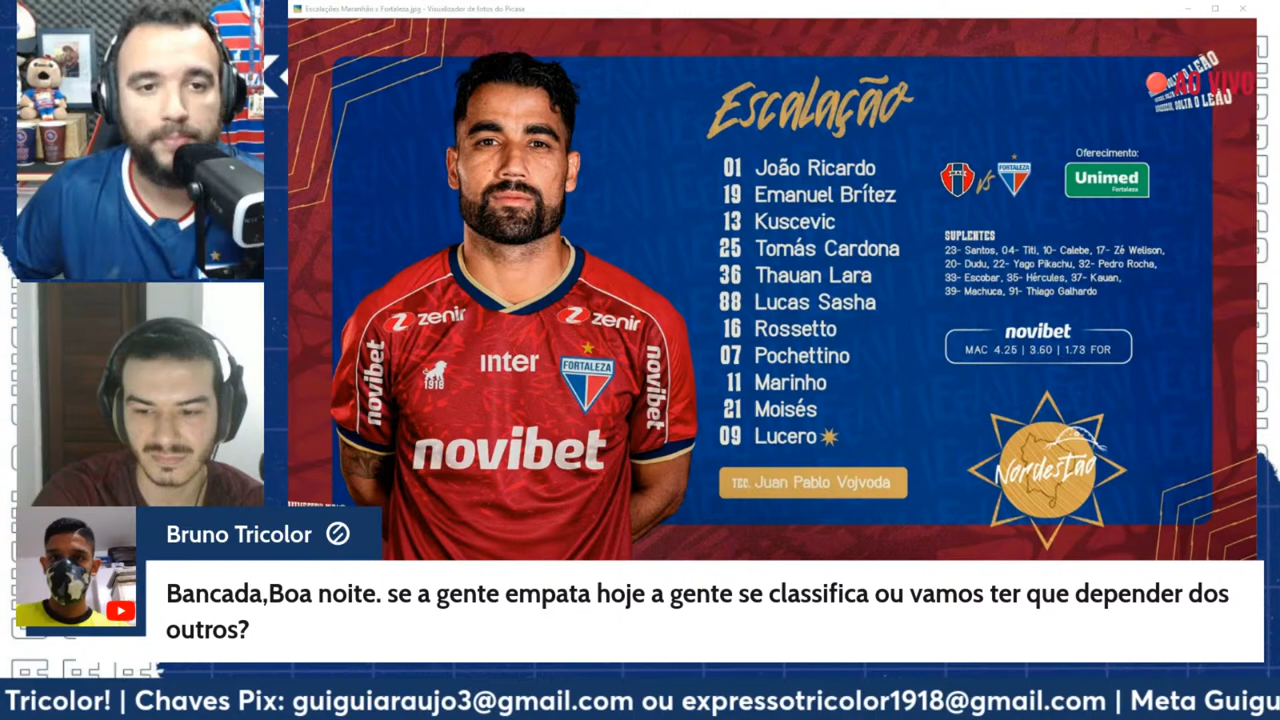 Escalações Maranhão x Fortaleza.jpg - Visualizador de fotos do Picasa
Escalação
AO VIVO
SOLTA O LEÃO
01 João Ricardo
19 Emanuel Brítez
13 Kuscevic
25 Tomás Cardona
36 Thauan Lara
88 Lucas Sasha
16 Rossetto
07 Pochettino
11 Marinho
21 Moisés
09 Lucero
TEC. Juan Pablo Vojvoda
VS
FORTALEZA
Oferecimento:
Unimed
Fortaleza
SUPLENTES
23- Santos, 04- Titi, 10- Calebe, 17- Zé Welison,
20- Dudu, 22- Yago Pikachu, 32- Pedro Rocha,
33- Escobar, 35- Hércules, 37- Kauan,
39- Machuca, 91- Thiago Galhardo
novibet
MAC 4.25 | 3.60 | 1.73 FOR
Nordestão
zenir zenir
novibet novibet
1918
inter
FORTALEZA
novibet
Bruno Tricolor
Bancada,Boa noite. se a gente empata hoje a gente se classifica ou vamos ter que depender dos
outros?
Tricolor! | Chaves Pix: guiguiaraujo3@gmail.com ou expressotricolor1918@gmail.com | Meta Guigu